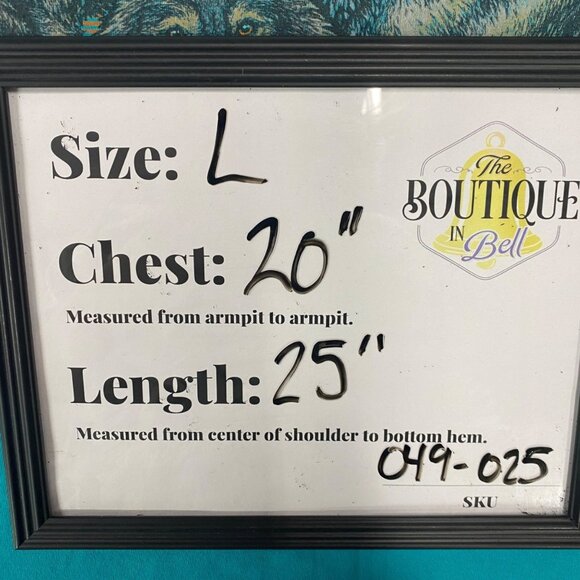 Size: L
The
BOUTIQUE
IN
Bell
Chest: 20"
Measured from armpit to armpit.
Length: 25"
Measured from center of shoulder to bottom hem.
049-025
SKU